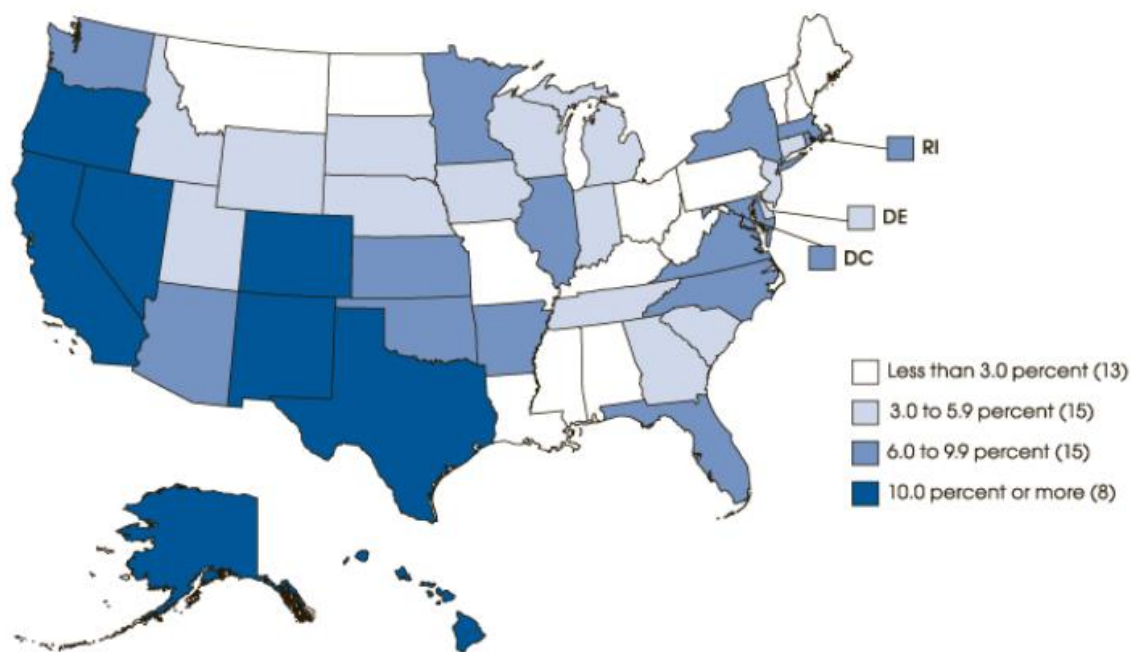 RI
DE
DC
Less than 3.0 percent (13)
3.0 to 5.9 percent (15)
6.0 to 9.9 percent (15)
10.0 percent or more (8)